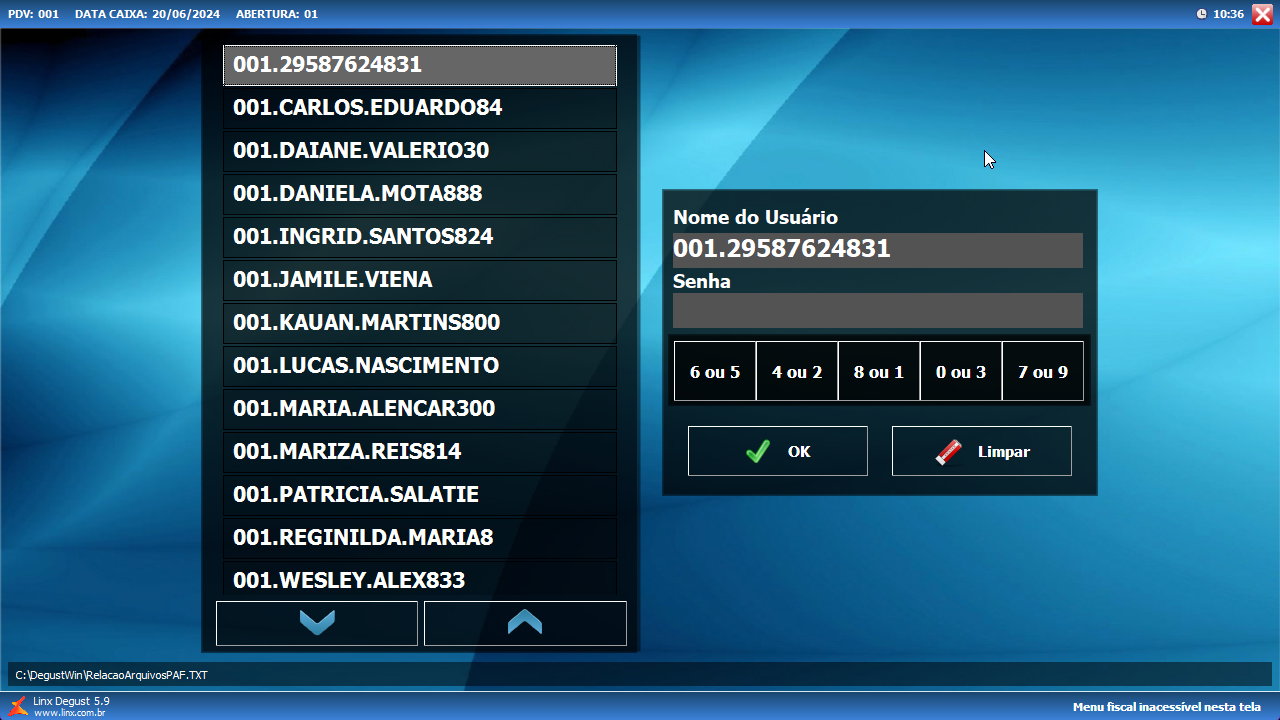 PDV: 001 DATA CAIXA: 20/06/2024 ABERTURA: 01 10:36
001.29587624831
001.CARLOS.EDUARDO84
001.DAIANE.VALERIO30
001.DANIELA.MOTA888
001.INGRID.SANTOS824
001.JAMILE.VIENA
001.KAUAN.MARTINS800
001.LUCAS.NASCIMENTO
001.MARIA.ALENCAR300
001.MARIZA.REIS814
001.PATRICIA.SALATIE
001.REGINILDA.MARIA8
001.WESLEY.ALEX833
Nome do Usuário
001.29587624831
Senha
6 ou 5 4 ou 2 8 ou 1 0 ou 3 7 ou 9
OK Limpar
C:\DegustWin\RelacaoArquivosPAF.TXT
Linx Degust 5.9
www.linx.com.br
Menu fiscal inacessível nesta tela